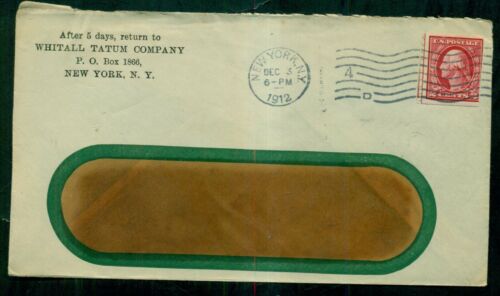 After 5 days, return to
WHITALL TATUM COMPANY
P. O. Box 1866,
NEW YORK, N. Y.
NEW YORK, N.Y.
DEC 3
6-PM
1912
4
D
U.S. POSTAGE